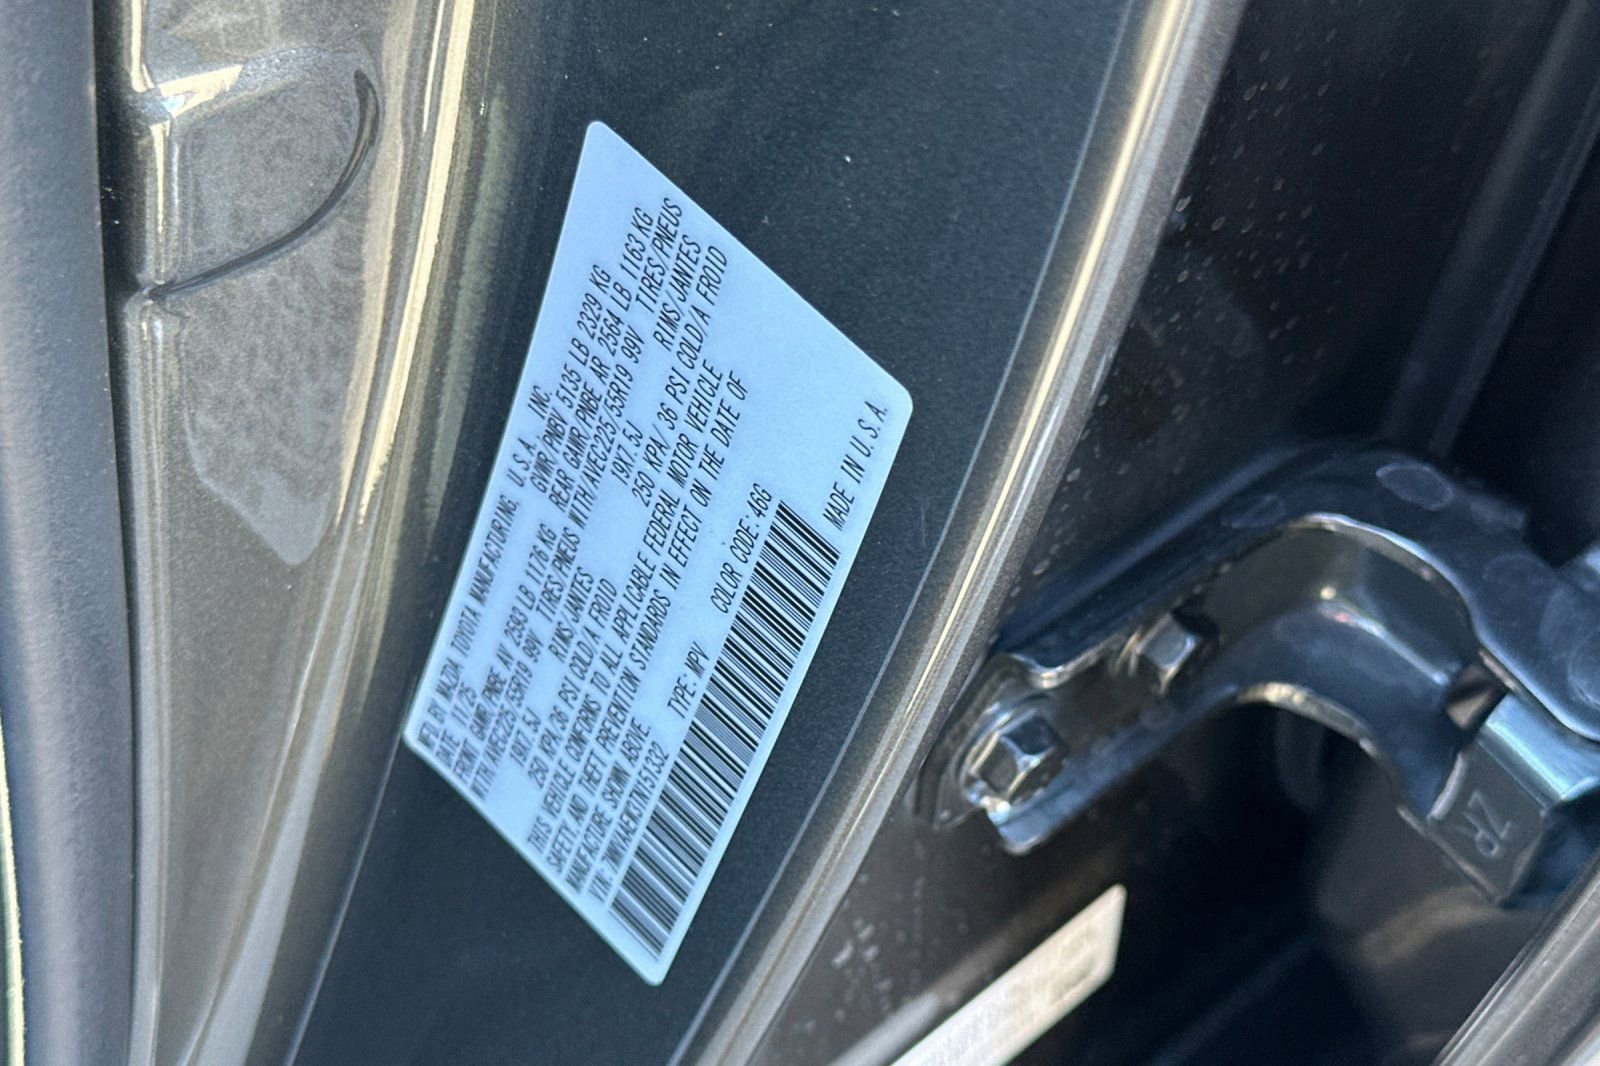 MFD BY MAZDA TOYOTA MANUFACTURING, U.S.A., INC.
DATE: 11/25 GVWR/PNBV 5135 LB 2329 KG
FRONT GAWR/PNBE AV 2593 LB 1176 KG REAR GAWR/PNBE AR 2564 LB 1163 KG
WITH/AVEC225/55R19 99V TIRES/PNEUS WITH/AVEC225/55R19 99V TIRES/PNEUS
19X7.5J RIMS/JANTES 19X7.5J RIMS/JANTES
250 KPA/36 PSI COLD/A FROID 250 KPA/ 36 PSI COLD/A FROID
THIS VEHICLE CONFORMS TO ALL APPLICABLE FEDERAL MOTOR VEHICLE
SAFETY, AND THEFT PREVENTION STANDARDS IN EFFECT ON THE DATE OF
MANUFACTURE SHOWN ABOVE
VIN: TYPE: MPV COLOR CODE: 46G
MADE IN U.S.A.
ZP